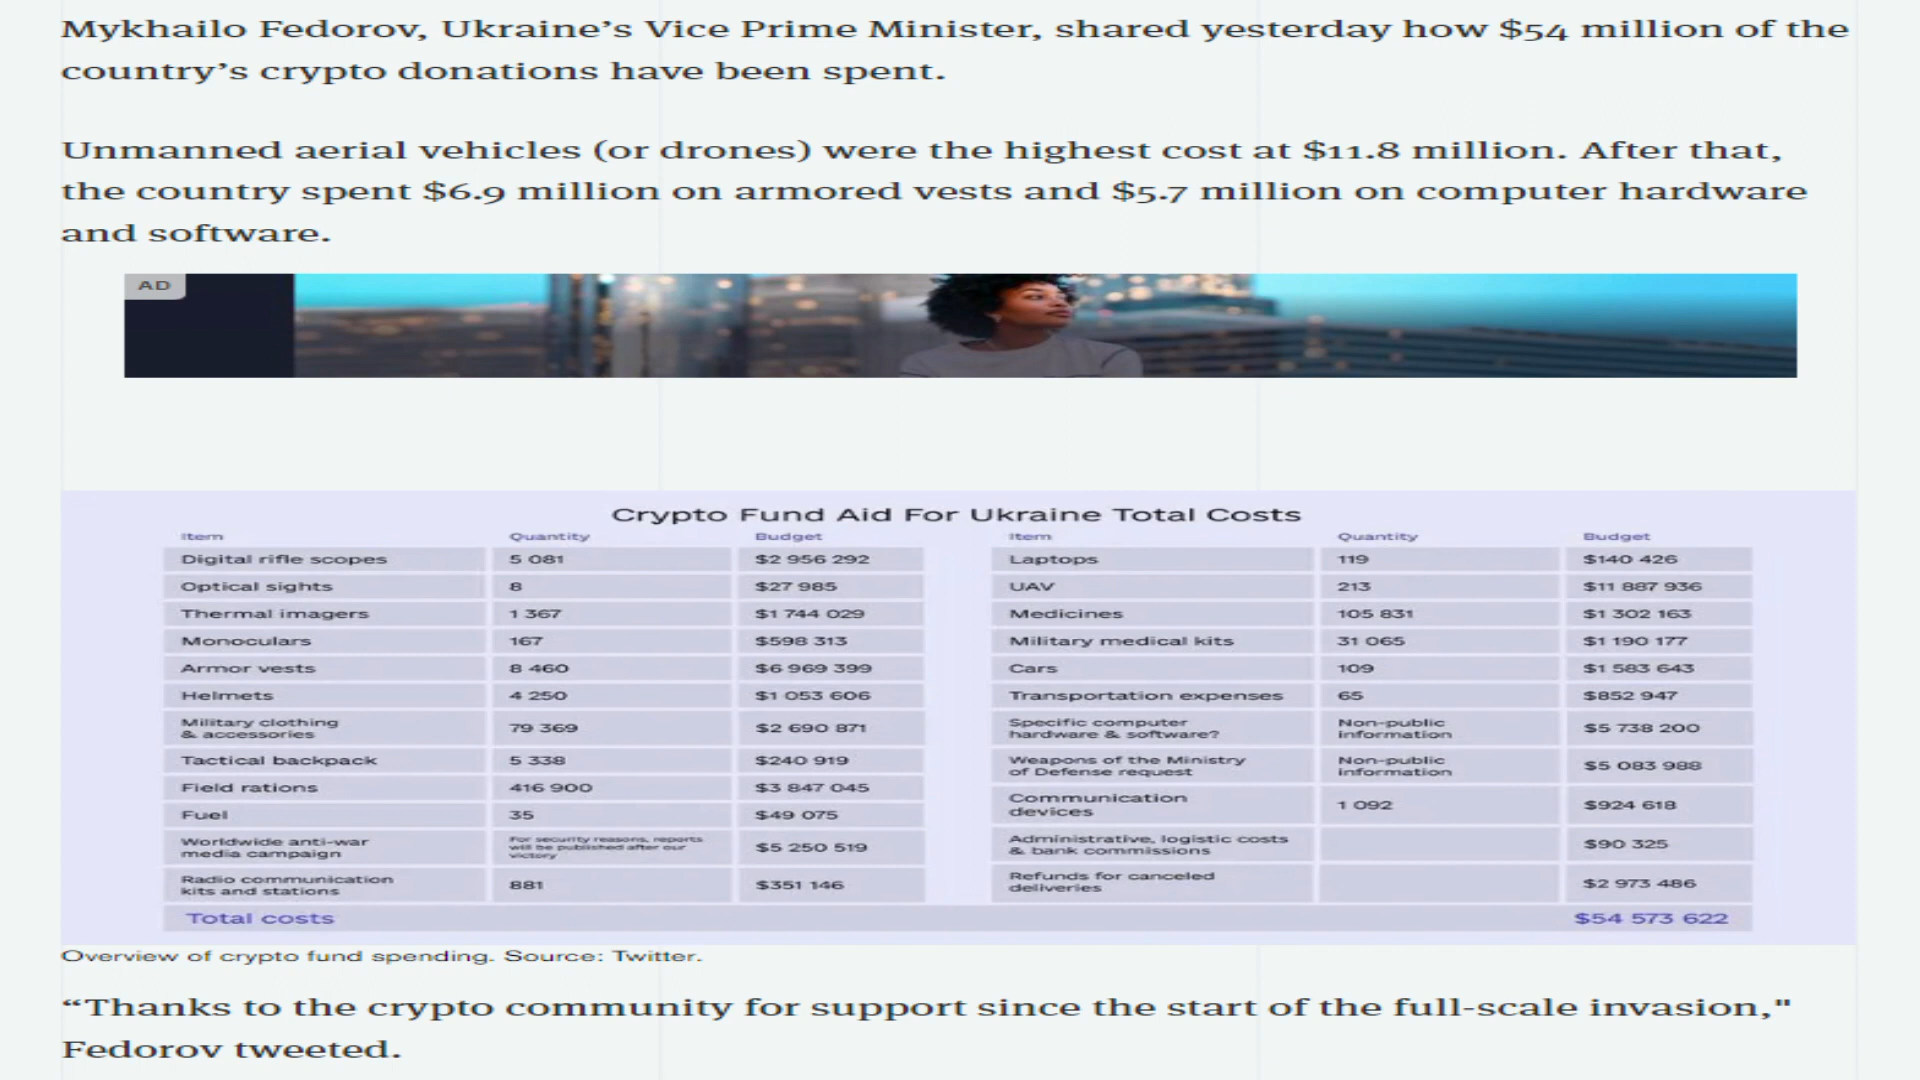 Mykhailo Fedorov, Ukraine’s Vice Prime Minister, shared yesterday how $54 million of the
country’s crypto donations have been spent.
Unmanned aerial vehicles (or drones) were the highest cost at $11.8 million. After that,
the country spent $6.9 million on armored vests and $5.7 million on computer hardware
and software.
AD
Crypto Fund Aid For Ukraine Total Costs
Item Quantity Budget
Digital rifle scopes 5 081 $2 956 292
Optical sights 8 $27 985
Thermal imagers 1 367 $1 744 029
Monoculars 167 $598 313
Armor vests 8 460 $6 969 399
Helmets 4 250 $1 053 606
Military clothing
& accessories 79 369 $2 690 871
Tactical backpack 5 338 $240 919
Field rations 416 900 $3 847 045
Fuel 35 $49 075
Worldwide anti-war
media campaign
For security reasons, reports
will be published after our
victory
$5 250 519
Radio communication
kits and stations 881 $351 146
Item Quantity Budget
Laptops 119 $140 426
UAV 213 $11 887 936
Medicines 105 831 $1 302 163
Military medical kits 31 065 $1 190 177
Cars 109 $1 583 643
Transportation expenses 65 $852 947
Specific computer
hardware & software?
Non-public
information
$5 738 200
Weapons of the Ministry
of Defense request
Non-public
information
$5 083 988
Communication
devices 1 092 $924 618
Administrative, logistic costs
& bank commissions $90 325
Refunds for canceled
deliveries $2 973 486
Total costs $54 573 622
Overview of crypto fund spending. Source: Twitter.
“Thanks to the crypto community for support since the start of the full-scale invasion,"
Fedorov tweeted.